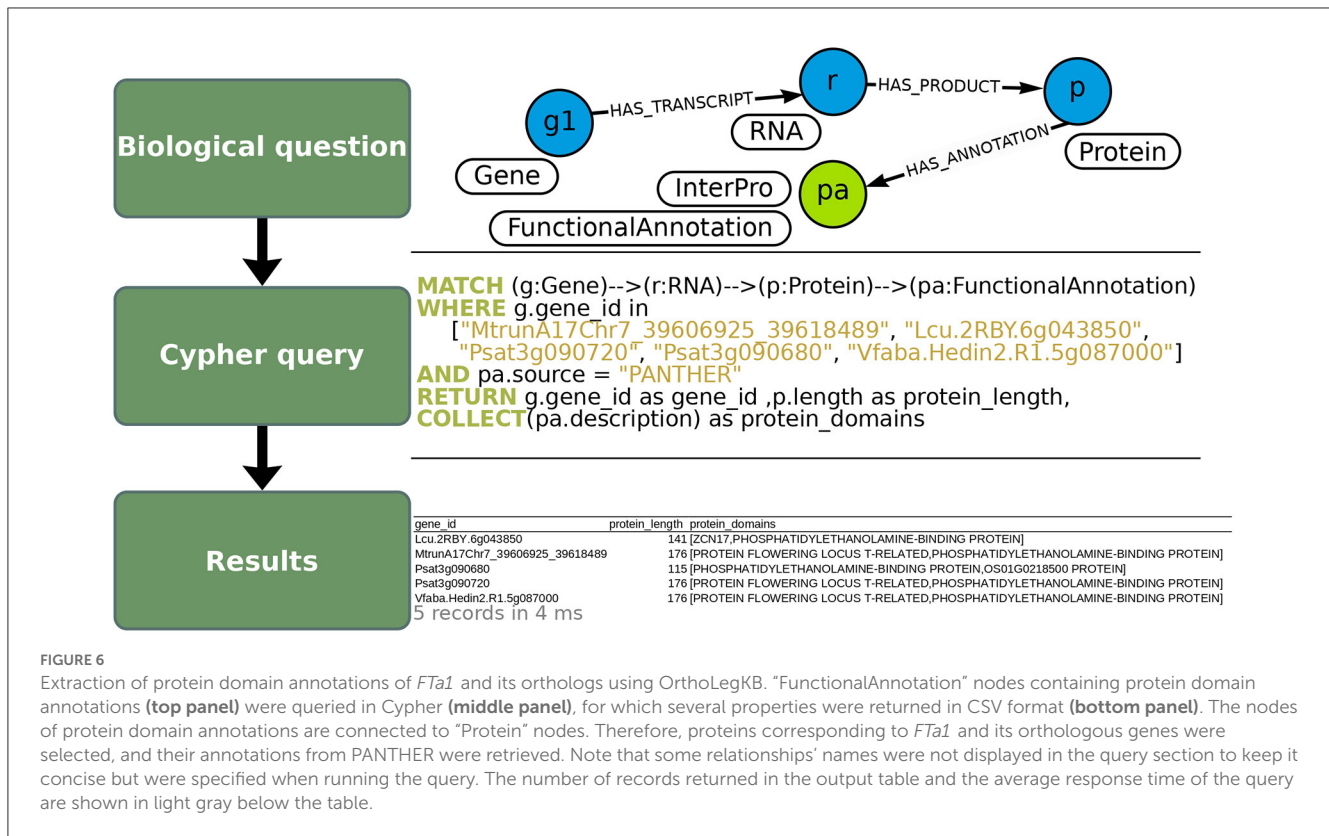 Biological question
g1
HAS_TRANSCRIPT
r
HAS_PRODUCT
p
RNA
Gene
HAS_ANNOTATION
Protein
InterPro
pa
FunctionalAnnotation
Cypher query
MATCH (g:Gene)-->(r:RNA)-->(p:Protein)-->(pa:FunctionalAnnotation)
WHERE g.gene_id in
["MtrunA17Chr7_39606925_39618489", "Lcu.2RBY.6g043850",
"Psat3g090720", "Psat3g090680", "Vfaba.Hedin2.R1.5g087000"]
AND pa.source = "PANTHER"
RETURN g.gene_id as gene_id ,p.length as protein_length,
COLLECT(pa.description) as protein_domains
Results
gene_id protein_length protein_domains
Lcu.2RBY.6g043850 141 [ZCN17,PHOSPHATIDYLETHANOLAMINE-BINDING PROTEIN]
MtrunA17Chr7_39606925_39618489 176 [PROTEIN FLOWERING LOCUS T-RELATED,PHOSPHATIDYLETHANOLAMINE-BINDING PROTEIN]
Psat3g090680 115 [PHOSPHATIDYLETHANOLAMINE-BINDING PROTEIN,OS01G0218500 PROTEIN]
Psat3g090720 176 [PROTEIN FLOWERING LOCUS T-RELATED,PHOSPHATIDYLETHANOLAMINE-BINDING PROTEIN]
Vfaba.Hedin2.R1.5g087000 176 [PROTEIN FLOWERING LOCUS T-RELATED,PHOSPHATIDYLETHANOLAMINE-BINDING PROTEIN]
5 records in 4 ms
FIGURE 6
Extraction of protein domain annotations of FTa1 and its orthologs using OrthoLegKB. “FunctionalAnnotation” nodes containing protein domain
annotations (top panel) were queried in Cypher (middle panel), for which several properties were returned in CSV format (bottom panel). The nodes
of protein domain annotations are connected to “Protein” nodes. Therefore, proteins corresponding to FTa1 and its orthologous genes were
selected, and their annotations from PANTHER were retrieved. Note that some relationships’ names were not displayed in the query section to keep it
concise but were specified when running the query. The number of records returned in the output table and the average response time of the query
are shown in light gray below the table.